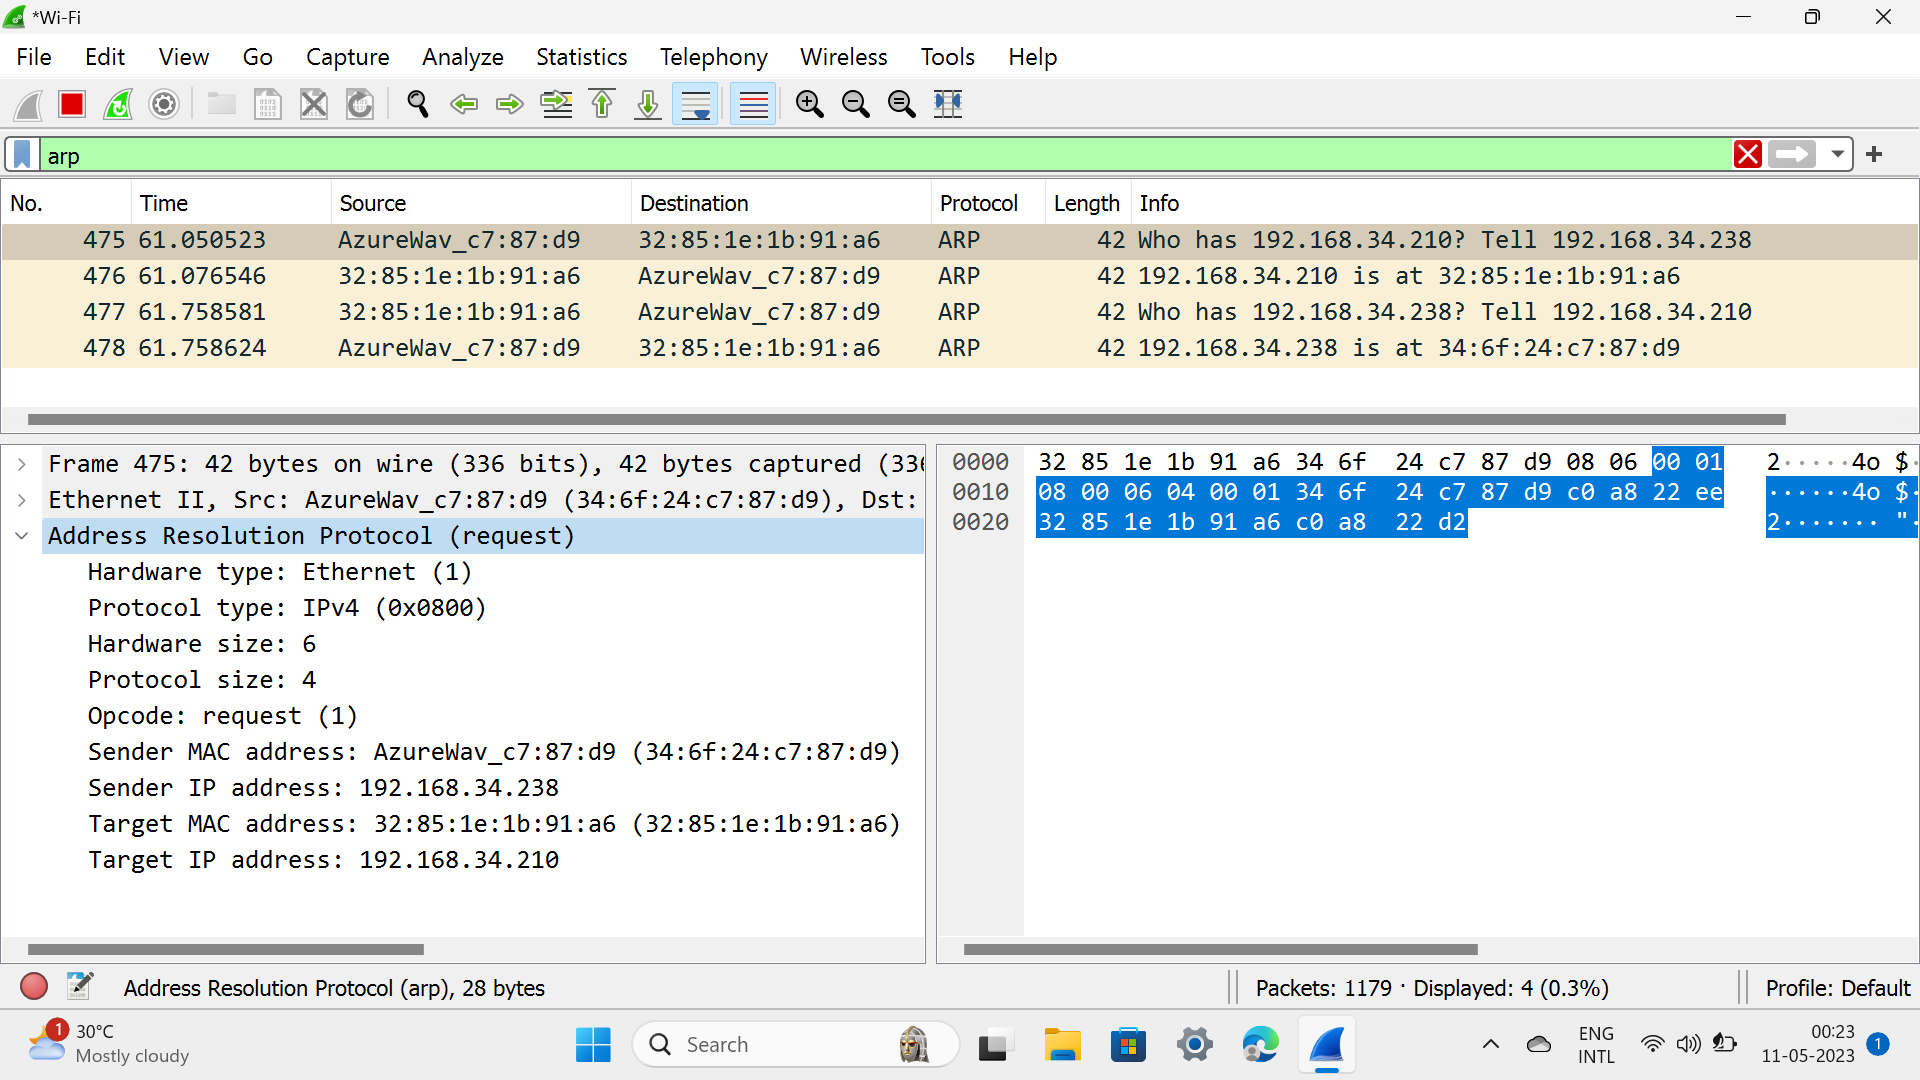 *Wi-Fi
File Edit View Go Capture Analyze Statistics Telephony Wireless Tools Help
arp
No. Time Source Destination Protocol Length Info
475 61.050523 AzureWav_c7:87:d9 32:85:1e:1b:91:a6 ARP 42 Who has 192.168.34.210? Tell 192.168.34.238
476 61.076546 32:85:1e:1b:91:a6 AzureWav_c7:87:d9 ARP 42 192.168.34.210 is at 32:85:1e:1b:91:a6
477 61.758581 32:85:1e:1b:91:a6 AzureWav_c7:87:d9 ARP 42 Who has 192.168.34.238? Tell 192.168.34.210
478 61.758624 AzureWav_c7:87:d9 32:85:1e:1b:91:a6 ARP 42 192.168.34.238 is at 34:6f:24:c7:87:d9
Frame 475: 42 bytes on wire (336 bits), 42 bytes captured (336
Ethernet II, Src: AzureWav_c7:87:d9 (34:6f:24:c7:87:d9), Dst:
Address Resolution Protocol (request)
Hardware type: Ethernet (1)
Protocol type: IPv4 (0x0800)
Hardware size: 6
Protocol size: 4
Opcode: request (1)
Sender MAC address: AzureWav_c7:87:d9 (34:6f:24:c7:87:d9)
Sender IP address: 192.168.34.238
Target MAC address: 32:85:1e:1b:91:a6 (32:85:1e:1b:91:a6)
Target IP address: 192.168.34.210
0000 32 85 1e 1b 91 a6 34 6f 24 c7 87 d9 08 06 00 01 2·····4o $·
0010 08 00 06 04 00 01 34 6f 24 c7 87 d9 c0 a8 22 ee ······4o $·
0020 32 85 1e 1b 91 a6 c0 a8 22 d2 2······· "·
Address Resolution Protocol (arp), 28 bytes
Packets: 1179 · Displayed: 4 (0.3%)
Profile: Default
1
30°C
Mostly cloudy
Search
ENG
INTL
00:23
11-05-2023
1